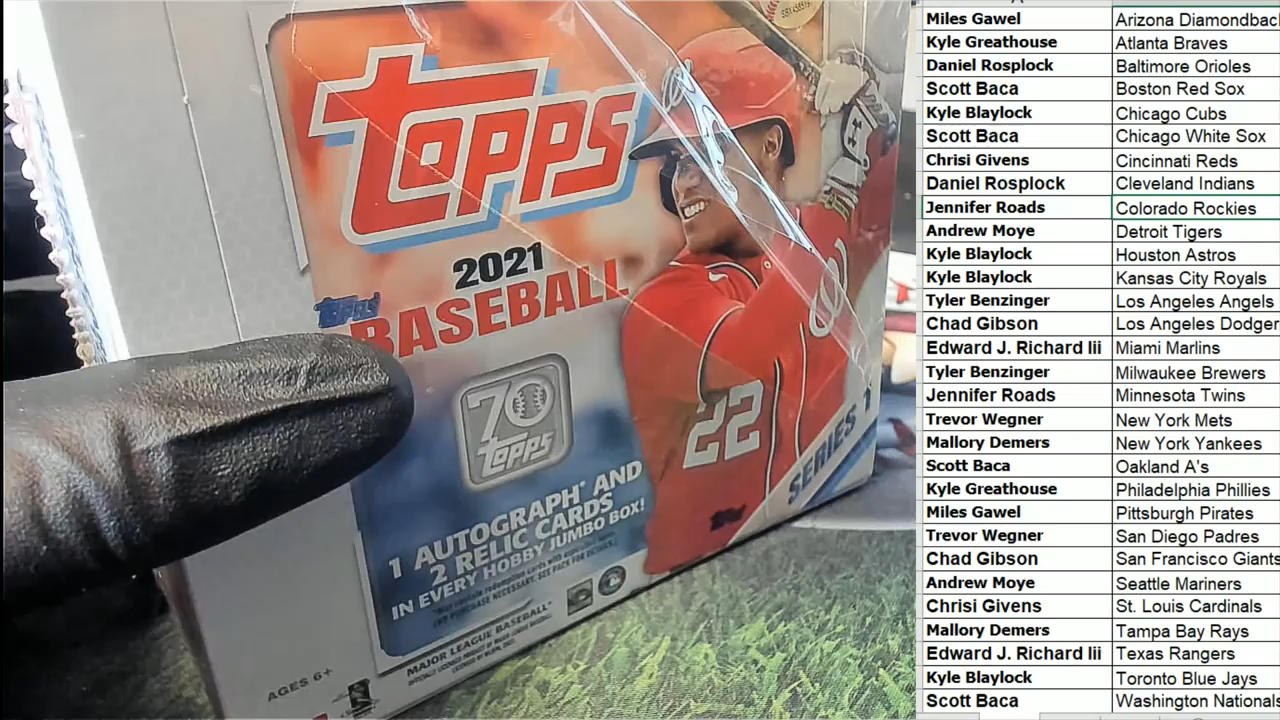 Topps
2021
Topps
BASEBALL
70
Topps
1 AUTOGRAPH* AND
2 RELIC CARDS
IN EVERY HOBBY JUMBO BOX!
MAJOR LEAGUE BASEBALL
AGES 6+
22
SERIES 1
Miles Gawel Arizona Diamondbac
Kyle Greathouse Atlanta Braves
Daniel Rosplock Baltimore Orioles
Scott Baca Boston Red Sox
Kyle Blaylock Chicago Cubs
Scott Baca Chicago White Sox
Chrisi Givens Cincinnati Reds
Daniel Rosplock Cleveland Indians
Jennifer Roads Colorado Rockies
Andrew Moye Detroit Tigers
Kyle Blaylock Houston Astros
Kyle Blaylock Kansas City Royals
Tyler Benzinger Los Angeles Angels
Chad Gibson Los Angeles Dodger
Edward J. Richard Iii Miami Marlins
Tyler Benzinger Milwaukee Brewers
Jennifer Roads Minnesota Twins
Trevor Wegner New York Mets
Mallory Demers New York Yankees
Scott Baca Oakland A's
Kyle Greathouse Philadelphia Phillies
Miles Gawel Pittsburgh Pirates
Trevor Wegner San Diego Padres
Chad Gibson San Francisco Giants
Andrew Moye Seattle Mariners
Chrisi Givens St. Louis Cardinals
Mallory Demers Tampa Bay Rays
Edward J. Richard Iii Texas Rangers
Kyle Blaylock Toronto Blue Jays
Scott Baca Washington Nationals